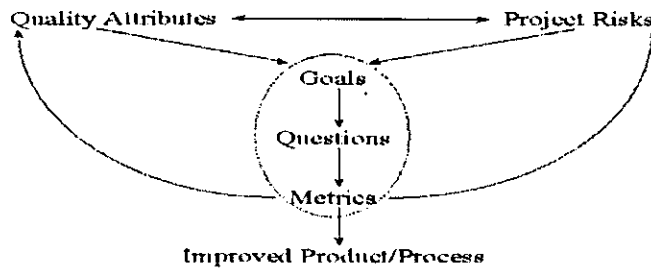 Quality Attributes Project Risks
Goals
Questions
Metrics
Improved Product/Process